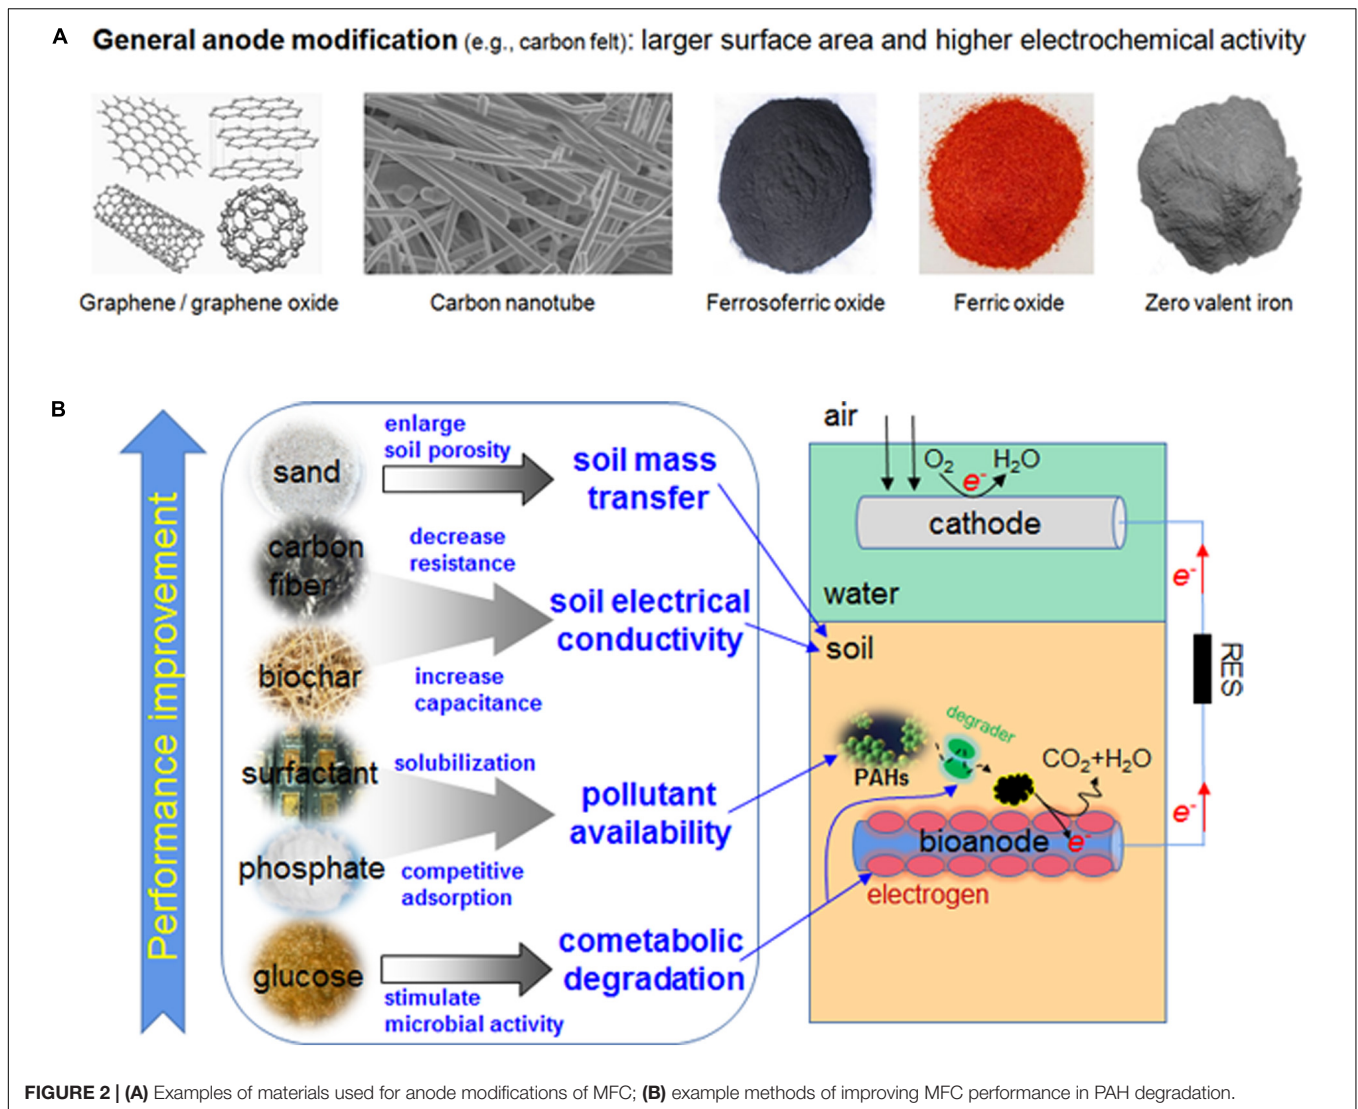 A General anode modification (e.g., carbon felt): larger surface area and higher electrochemical activity
Graphene / graphene oxide
Carbon nanotube
Ferrosoferric oxide
Ferric oxide
Zero valent iron
B
Performance improvement
sand
carbon
fiber
biochar
surfactant
phosphate
glucose
enlarge
soil porosity
decrease
resistance
increase
capacitance
solubilization
competitive
adsorption
stimulate
microbial activity
soil mass
transfer
soil electrical
conductivity
pollutant
availability
cometabolic
degradation
air
O2 H2O
e-
cathode
water
soil
degrader
PAHs
CO2+H2O
bioanode e-
electrogen
e-
RES
e-
FIGURE 2 | (A) Examples of materials used for anode modifications of MFC; (B) example methods of improving MFC performance in PAH degradation.